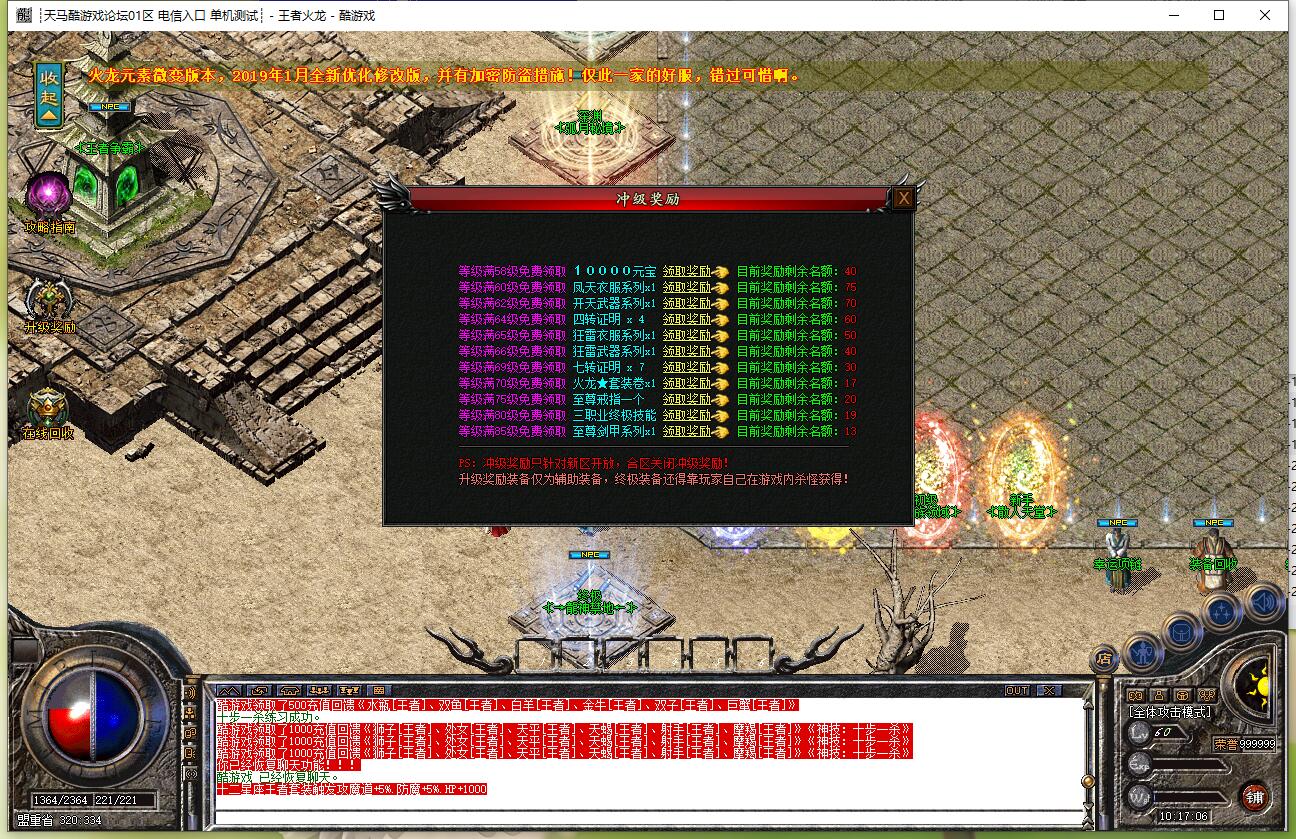 天马酷游戏论坛01区 电信入口 单机测试 - 王者火龙 - 酷游戏
火龙元素微变版本，2019年1月全新优化修改版，并有加密防盗措施！仅此一家的好服，错过可惜啊。
收起
NPC
王者争霸
深渊
<狐月秘境>
攻略指南
升级奖励
在线回收
冲级奖励
X
等级满58级免费领取 10000元宝 领取奖励 目前奖励剩余名额：40
等级满60级免费领取 凤天衣服系列x1 领取奖励 目前奖励剩余名额：75
等级满62级免费领取 开天武器系列x1 领取奖励 目前奖励剩余名额：70
等级满64级免费领取 四转证明 x 4 领取奖励 目前奖励剩余名额：60
等级满65级免费领取 狂雷衣服系列x1 领取奖励 目前奖励剩余名额：50
等级满66级免费领取 狂雷武器系列x1 领取奖励 目前奖励剩余名额：40
等级满69级免费领取 七转证明 x 7 领取奖励 目前奖励剩余名额：30
等级满70级免费领取 火龙★套装卷x1 领取奖励 目前奖励剩余名额：17
等级满75级免费领取 至尊戒指一个 领取奖励 目前奖励剩余名额：20
等级满80级免费领取 三职业终极技能 领取奖励 目前奖励剩余名额：19
等级满85级免费领取 至尊剑甲系列x1 领取奖励 目前奖励剩余名额：13
PS：冲级奖励只针对新区开放，合区关闭冲级奖励！
升级奖励装备仅为辅助装备，终极装备还得靠玩家自己在游戏内杀怪获得！
初级
新手
<散人天堂>
NPC
幸运项链
NPC
装备回收
NPC
终极
龍神墓地
店
OUT
酷游戏领取了500充值回馈《水瓶[王者]、双鱼[王者]、白羊[王者]、金牛[王者]、双子[王者]、巨蟹[王者]》
十步一杀练习成功。
酷游戏领取了1000充值回馈《狮子[王者]、处女[王者]、天平[王者]、天蝎[王者]、射手[王者]、摩羯[王者]》《神技：十步一杀》
酷游戏领取了1000充值回馈《狮子[王者]、处女[王者]、天平[王者]、天蝎[王者]、射手[王者]、摩羯[王者]》《神技：十步一杀》
酷游戏领取了1000充值回馈《狮子[王者]、处女[王者]、天平[王者]、天蝎[王者]、射手[王者]、摩羯[王者]》《神技：十步一杀》
你已经恢复聊天功能！！！
酷游戏 已经恢复聊天。
十二星座王者套装触发攻魔道+5%.防魔+5%.HP+1000
1364/2364 221/221
盟重省 320:334
[全体攻击模式]
Lv 60
荣誉999999
Exp
W
铺
10:17:06